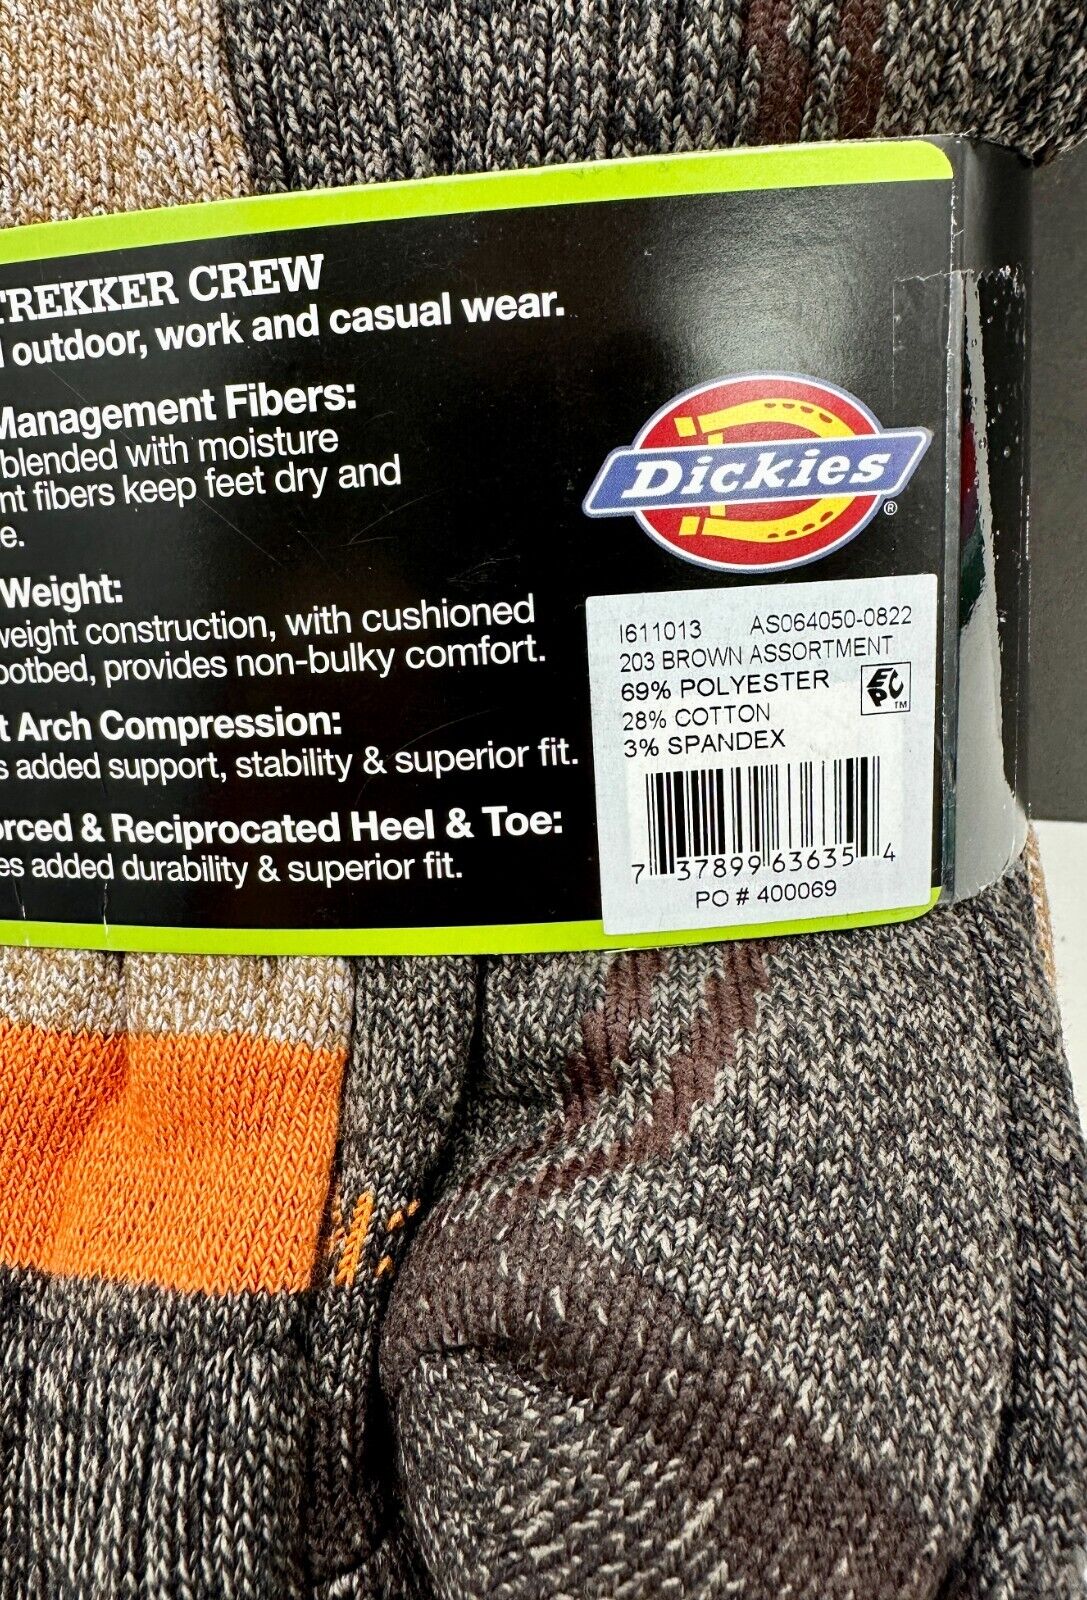 TREKKER CREW
outdoor, work and casual wear.
Management Fibers:
blended with moisture
nt fibers keep feet dry and
e.
Weight:
weight construction, with cushioned
ootbed, provides non-bulky comfort.
t Arch Compression:
s added support, stability & superior fit.
orced & Reciprocated Heel & Toe:
es added durability & superior fit.
Dickies
®
I611013 AS064050-0822
203 BROWN ASSORTMENT
69% POLYESTER
28% COTTON
3% SPANDEX
EPC
TM
7 37899 63635 4
PO # 400069